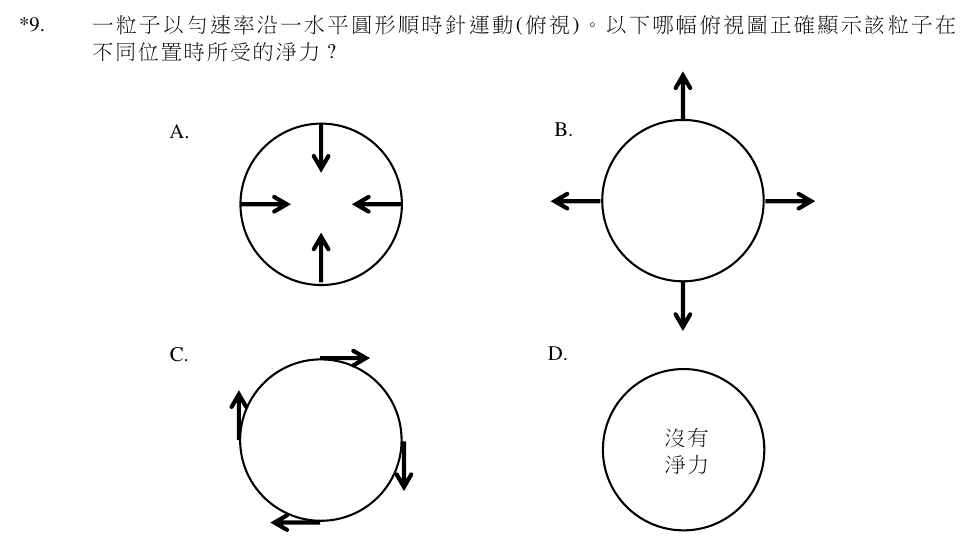 *9. 一粒子以勻速率沿一水平圓形順時針運動(俯視)。以下哪幅俯視圖正確顯示該粒子在
不同位置時所受的淨力？
A.
B.
C.
D.
沒有
淨力